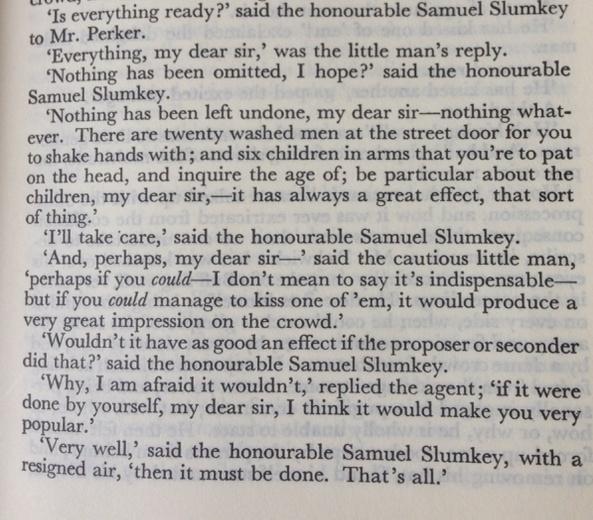 ‘Is everything ready?’ said the honourable Samuel Slumkey
to Mr. Perker.
‘Everything, my dear sir,’ was the little man’s reply.
‘Nothing has been omitted, I hope?’ said the honourable
Samuel Slumkey.
‘Nothing has been left undone, my dear sir—nothing what-
ever. There are twenty washed men at the street door for you
to shake hands with; and six children in arms that you’re to pat
on the head, and inquire the age of; be particular about the
children, my dear sir,—it has always a great effect, that sort
of thing.’
‘I’ll take care,’ said the honourable Samuel Slumkey.
‘And, perhaps, my dear sir—’ said the cautious little man,
‘perhaps if you could—I don’t mean to say it’s indispensable—
but if you could manage to kiss one of ’em, it would produce a
very great impression on the crowd.’
‘Wouldn’t it have as good an effect if the proposer or seconder
did that?’ said the honourable Samuel Slumkey.
‘Why, I am afraid it wouldn’t,’ replied the agent; ‘if it were
done by yourself, my dear sir, I think it would make you very
popular.’
‘Very well,’ said the honourable Samuel Slumkey, with a
resigned air, ‘then it must be done. That’s all.’